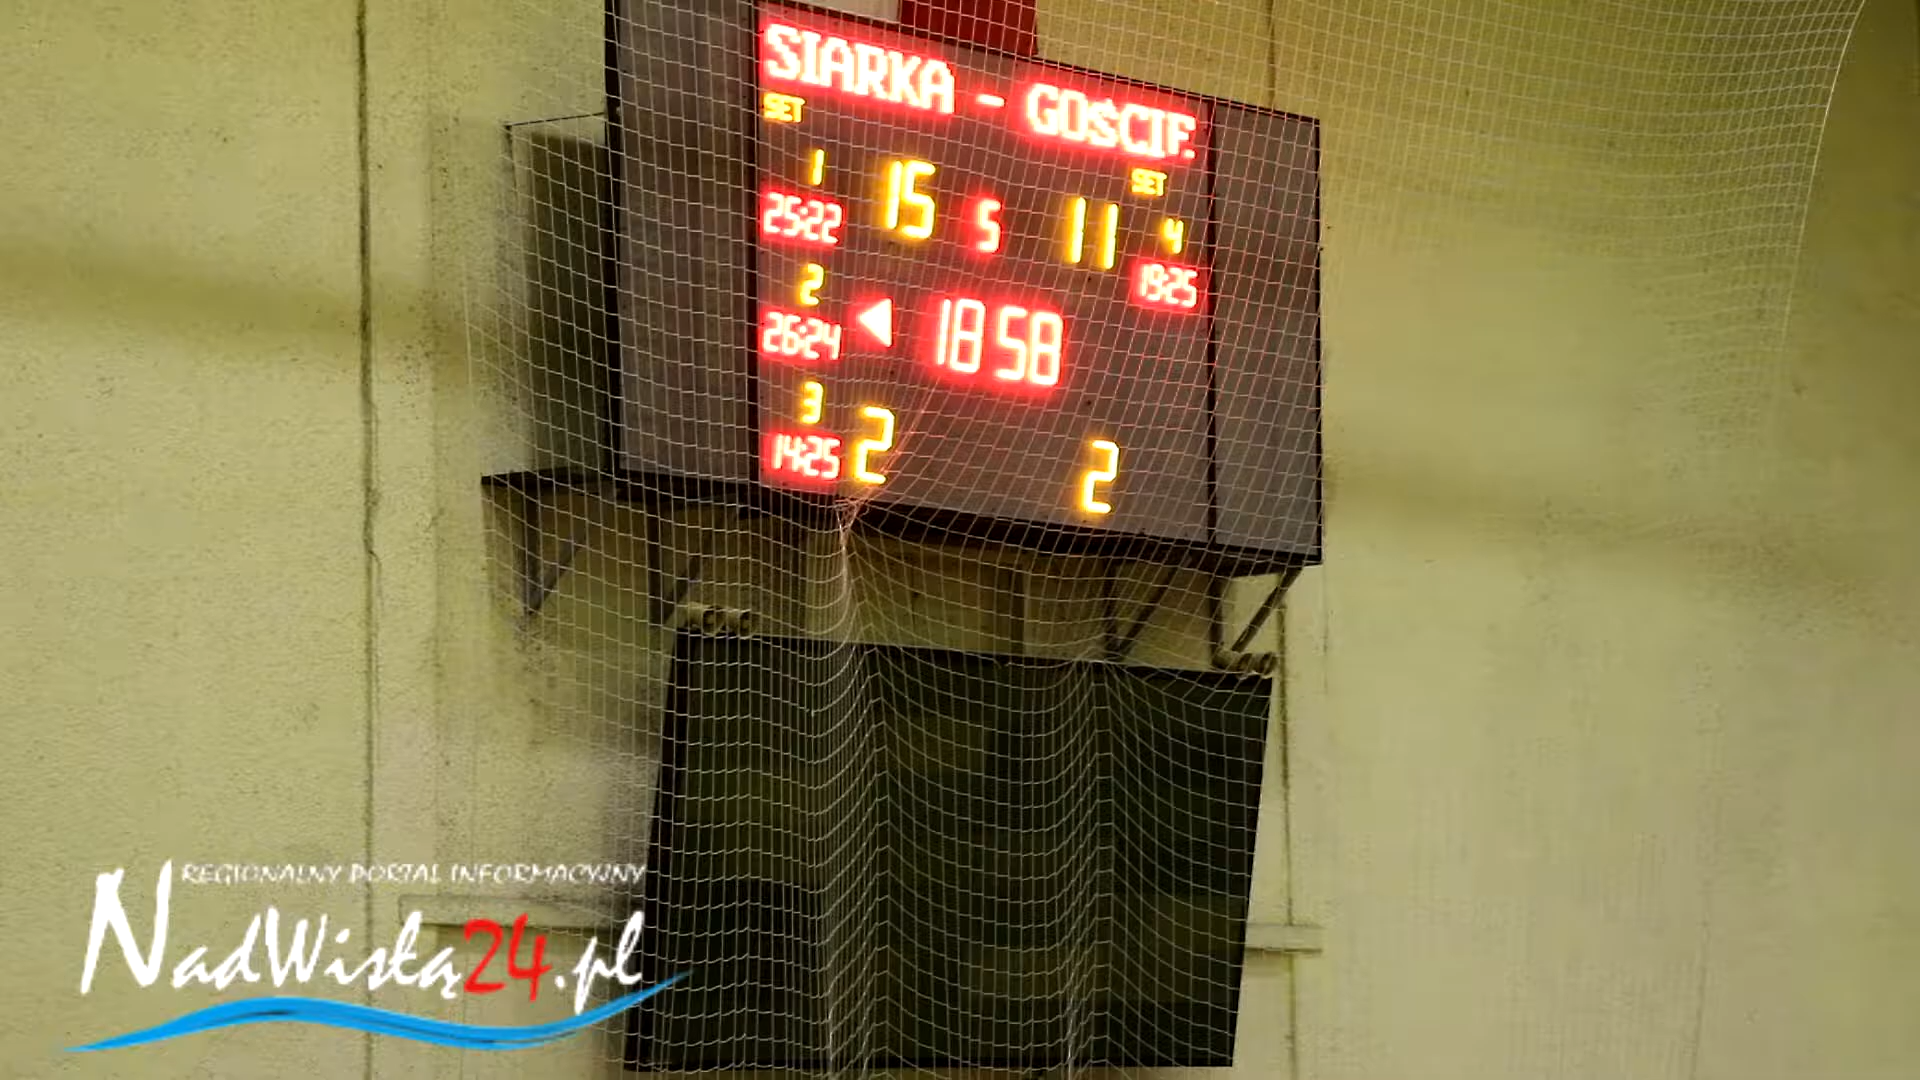 SIARKA - GOŚCIE
SET
1 15 5 11 SET
25:22 4
2 19:25
26:24 ◀ 18 58
3
14:25 2 2
REGIONALNY PORTAL INFORMACYJNY
NadWisłą24.pl